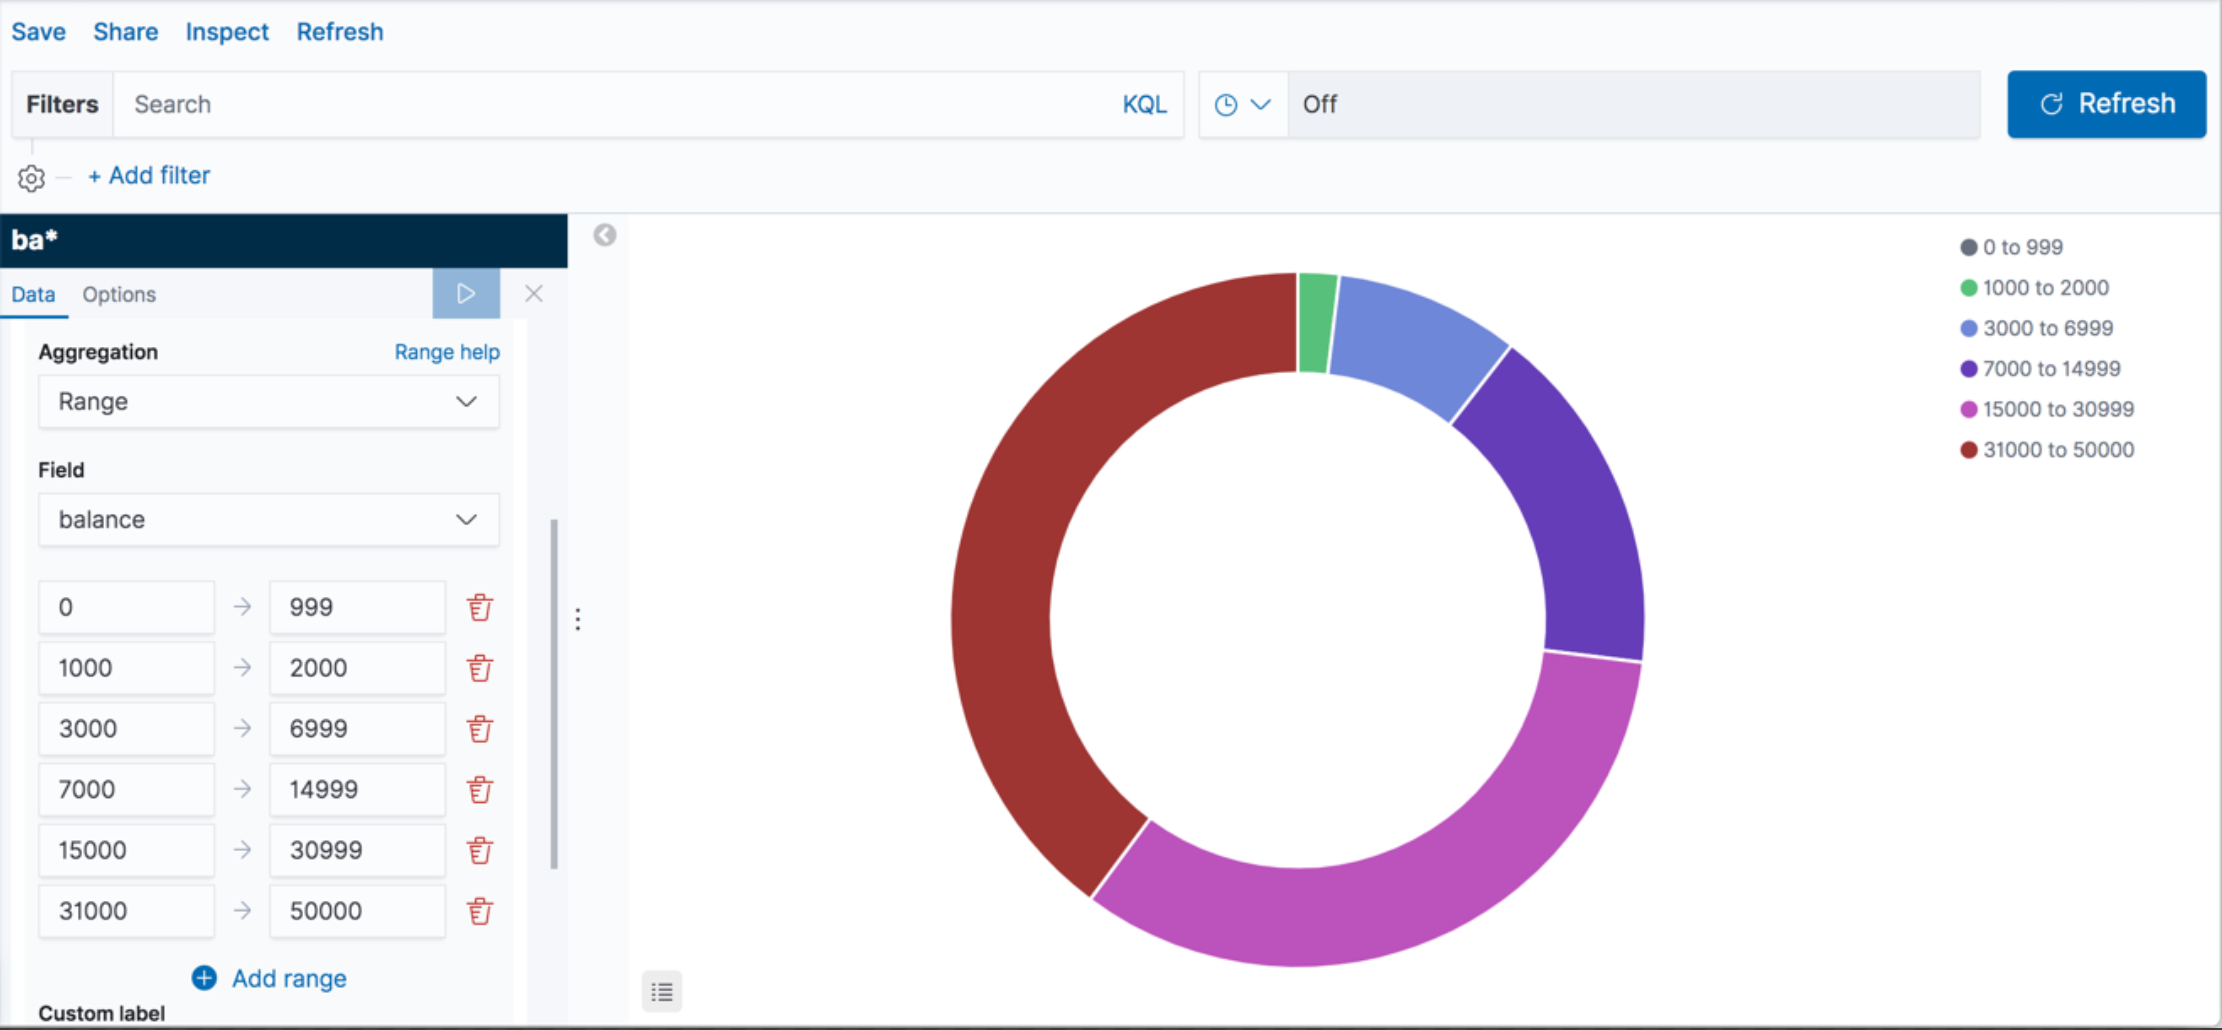 Save Share Inspect Refresh
Filters Search KQL Off Refresh
+ Add filter
ba*
Data Options
Aggregation Range help
Range
Field
balance
0 → 999
1000 → 2000
3000 → 6999
7000 → 14999
15000 → 30999
31000 → 50000
Add range
Custom label
0 to 999
1000 to 2000
3000 to 6999
7000 to 14999
15000 to 30999
31000 to 50000